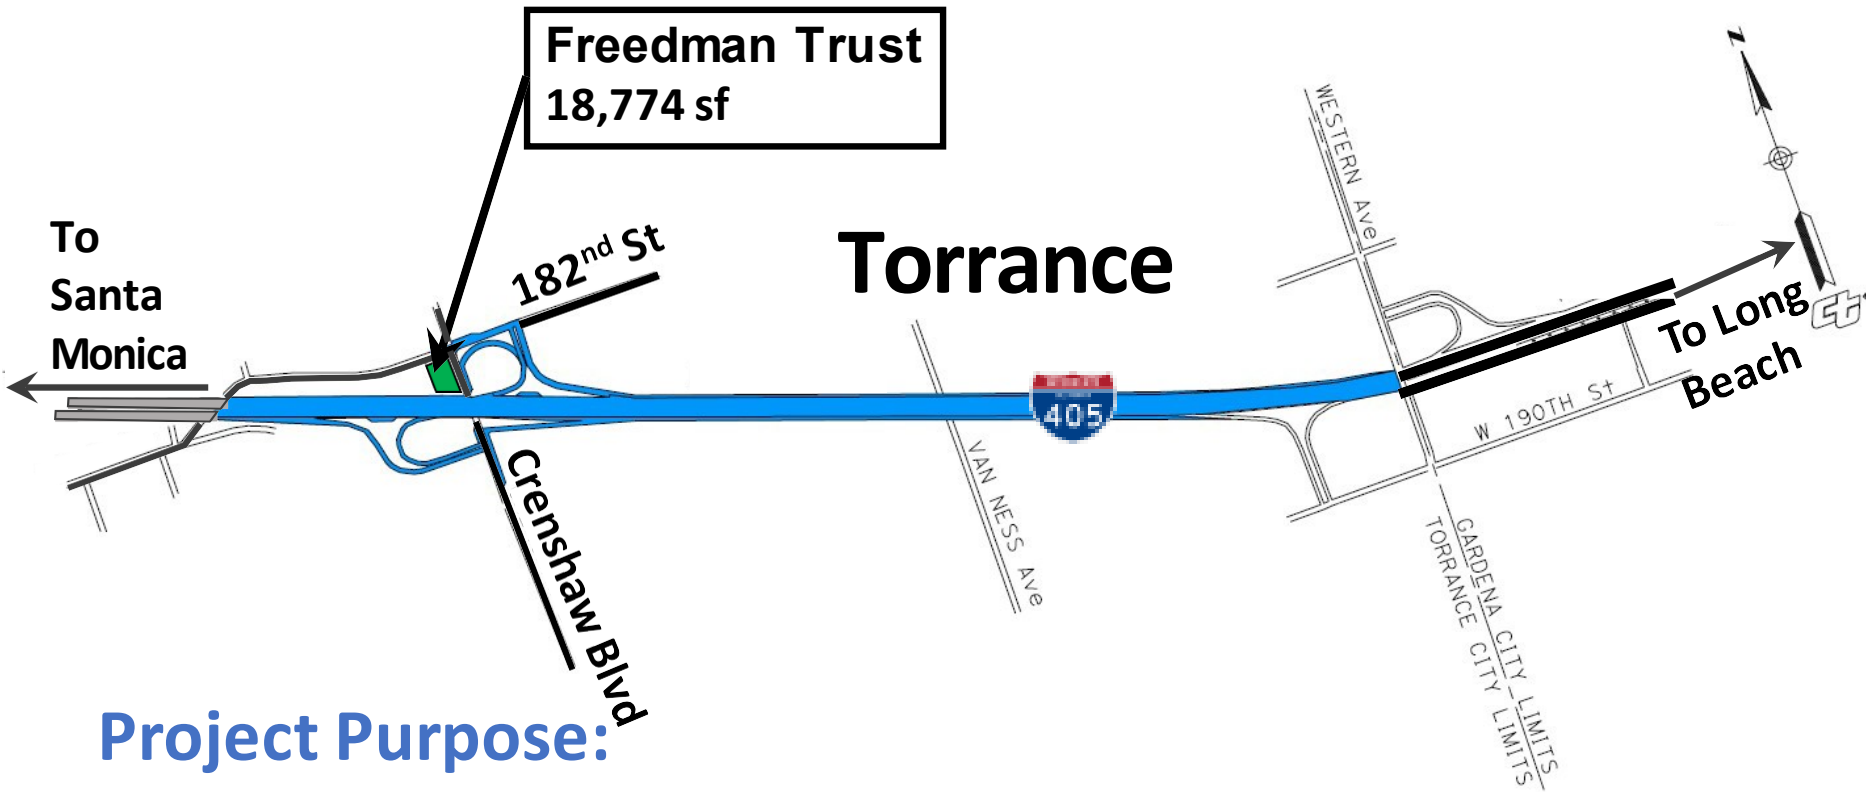 Freedman Trust
18,774 sf
WESTERN Ave
N
To
Santa
Monica
182nd St
Torrance
To Long
Beach
ct
405
W 190TH St
VAN NESS Ave
Crenshaw Blvd
GARDENA CITY LIMITS
TORRANCE CITY LIMITS
Project Purpose: